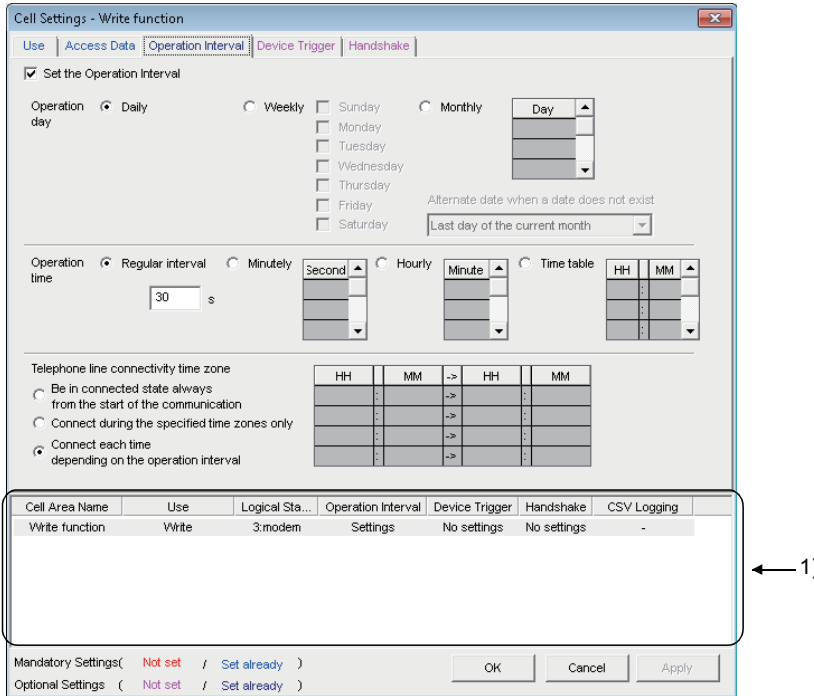 Cell Settings - Write function
Use Access Data Operation Interval Device Trigger Handshake
Set the Operation Interval
Operation day
Daily
Weekly
Sunday
Monday
Tuesday
Wednesday
Thursday
Friday
Saturday
Monthly
Day
Alternate date when a date does not exist
Last day of the current month
Operation time
Regular interval
30 s
Minutely
Second
Hourly
Minute
Time table
HH MM
:
:
:
Telephone line connectivity time zone
Be in connected state always
from the start of the communication
Connect during the specified time zones only
Connect each time
depending on the operation interval
HH MM -> HH MM
: -> :
: -> :
: -> :
: -> :
Cell Area Name Use Logical Sta... Operation Interval Device Trigger Handshake CSV Logging
Write function Write 3:modem Settings No settings No settings -
1)
Mandatory Settings( Not set / Set already )
Optional Settings ( Not set / Set already )
OK Cancel Apply